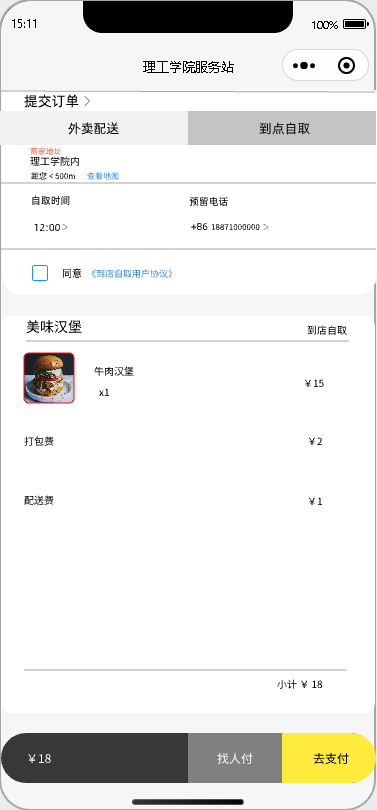 15:11
100%
理工学院服务站
提交订单 >
外卖配送 到点自取
商家地址
理工学院内
距您<500m 查看地图
自取时间 预留电话
12:00> +86 18871000000 >
同意 《到店自取用户协议》
美味汉堡 到店自取
牛肉汉堡 ￥15
x1
打包费 ￥2
配送费 ￥1
小计 ￥ 18
￥18 找人付 去支付